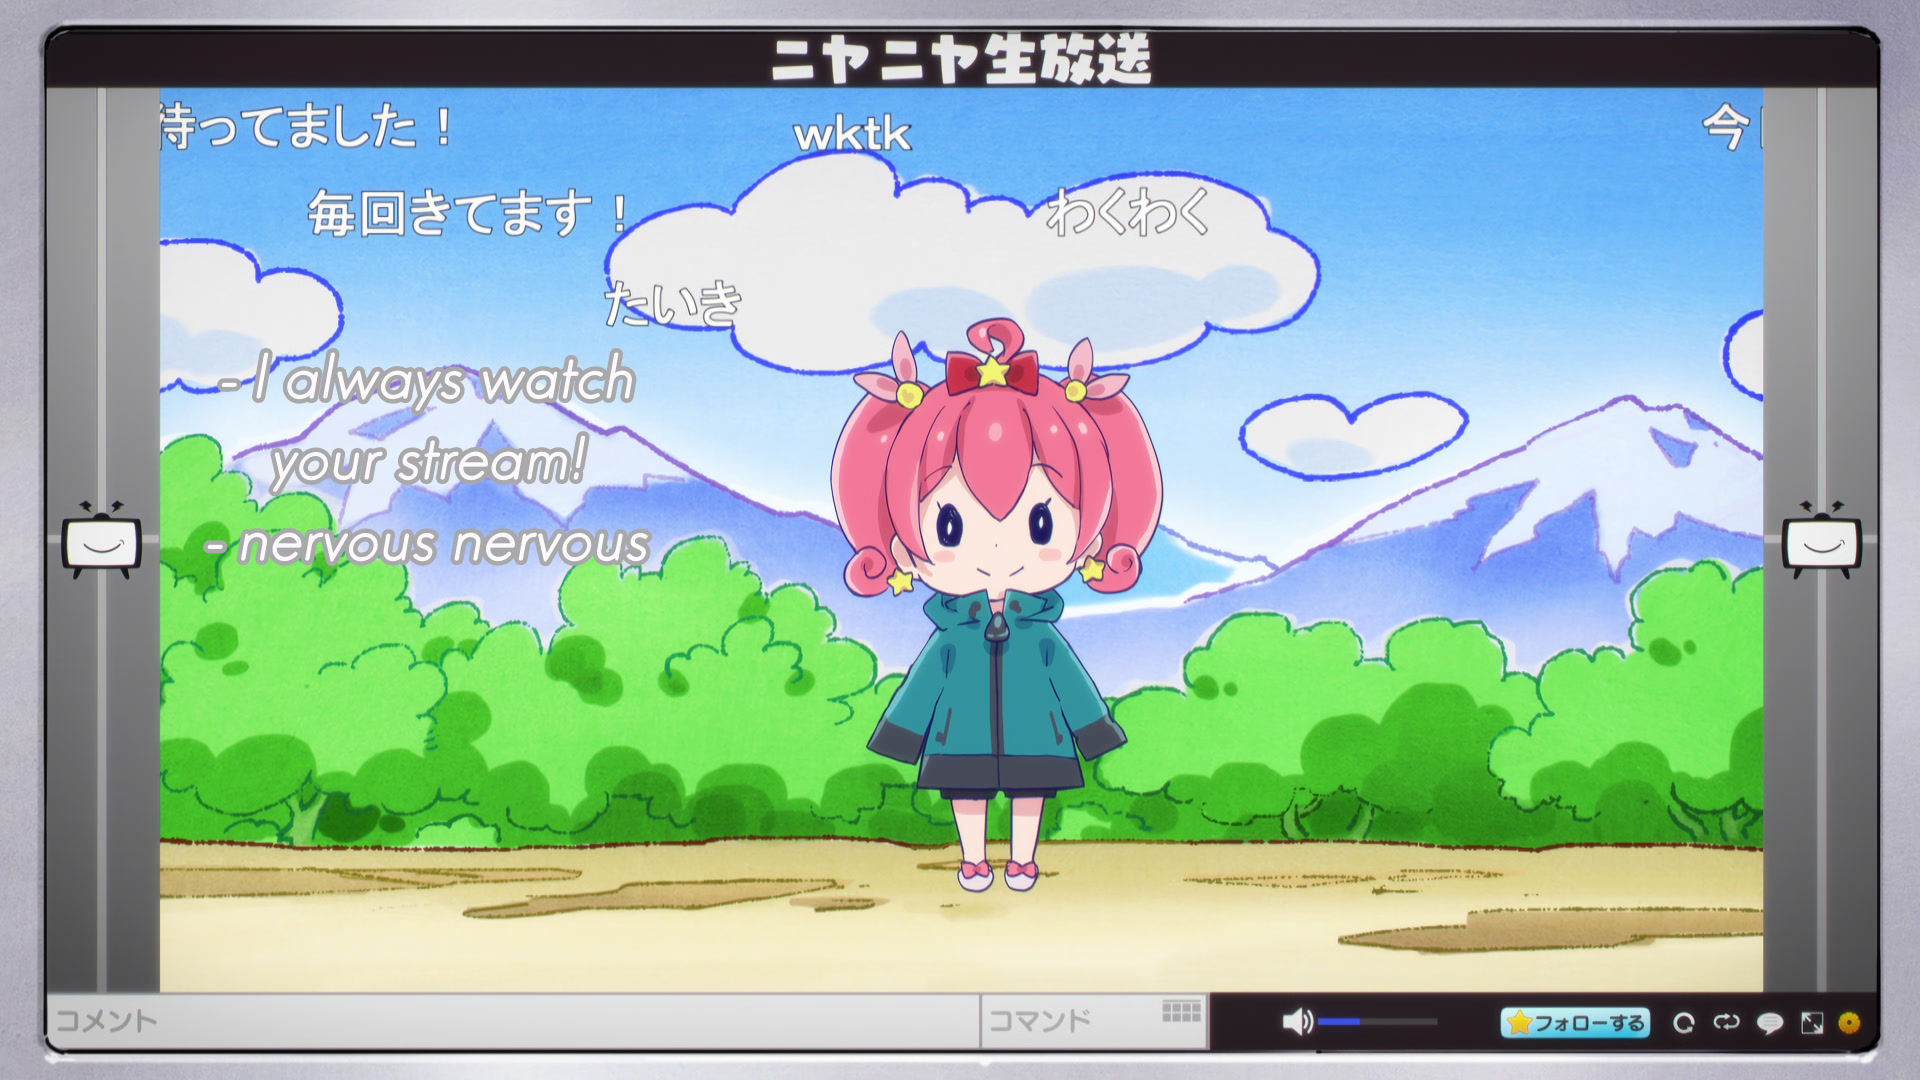 ニヤニヤ生放送
待ってました！
wktk
今
毎回きてます！
わくわく
たいき
- I always watch
your stream!
- nervous nervous
コメント
コマンド
フォローする